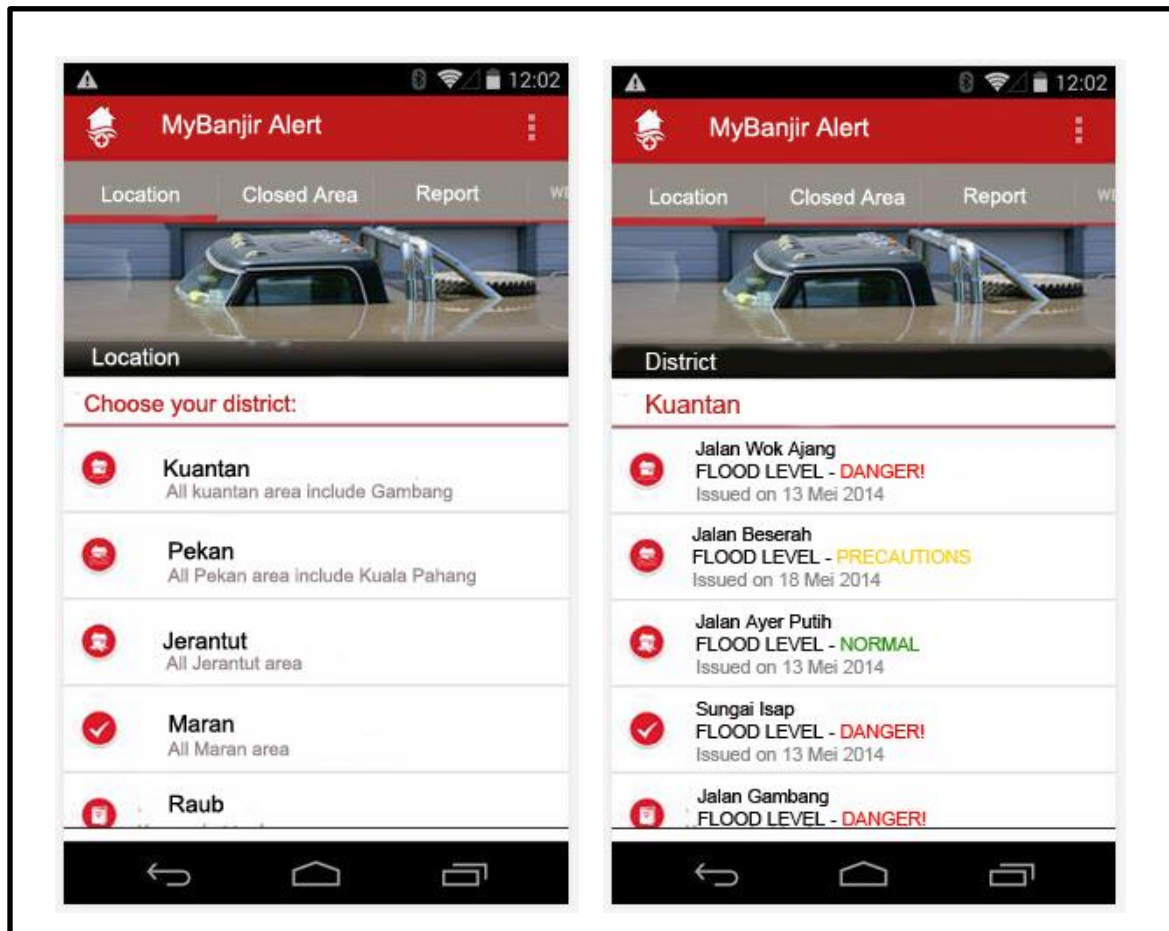 12:02
MyBanjir Alert
Location Closed Area Report
Location
Choose your district:
Kuantan
All kuantan area include Gambang
Pekan
All Pekan area include Kuala Pahang
Jerantut
All Jerantut area
Maran
All Maran area
Raub
12:02
MyBanjir Alert
Location Closed Area Report
District
Kuantan
Jalan Wok Ajang
FLOOD LEVEL - DANGER!
Issued on 13 Mei 2014
Jalan Beserah
FLOOD LEVEL - PRECAUTIONS
Issued on 18 Mei 2014
Jalan Ayer Putih
FLOOD LEVEL - NORMAL
Issued on 13 Mei 2014
Sungai Isap
FLOOD LEVEL - DANGER!
Issued on 13 Mei 2014
Jalan Gambang
FLOOD LEVEL - DANGER!